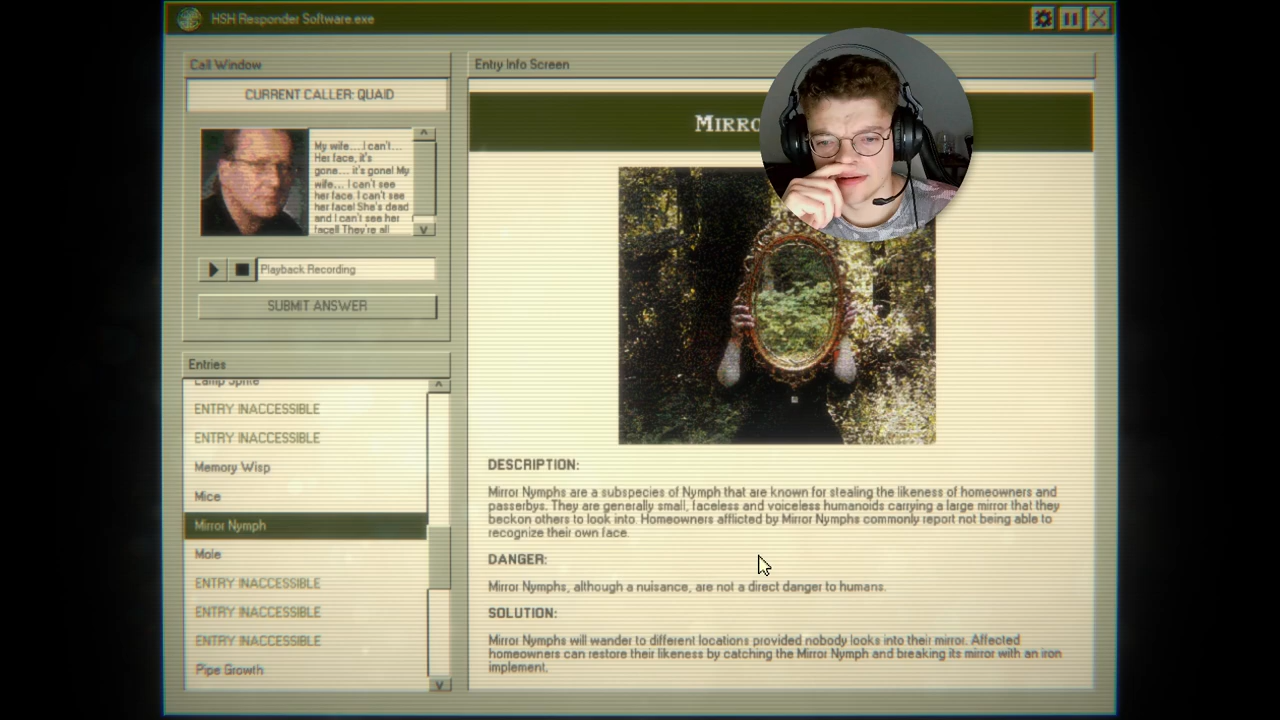 HSH Responder Software.exe
Call Window
CURRENT CALLER: QUAID
My wife.... I can't...
Her face, it's
gone... it's gone! My
wife... I can't see
her face. I can't see
her face! She's dead
and I can't see her
face!! They're all
Playback Recording
SUBMIT ANSWER
Entries
Lamp Sprite
ENTRY INACCESSIBLE
ENTRY INACCESSIBLE
Memory Wisp
Mice
Mirror Nymph
Mole
ENTRY INACCESSIBLE
ENTRY INACCESSIBLE
ENTRY INACCESSIBLE
Pipe Growth
Entry Info Screen
DESCRIPTION:
Mirror Nymphs are a subspecies of Nymph that are known for stealing the likeness of homeowners and
passerbys. They are generally small, faceless and voiceless humanoids carrying a large mirror that they
beckon others to look into. Homeowners afflicted by Mirror Nymphs commonly report not being able to
recognize their own face.
DANGER:
Mirror Nymphs, although a nuisance, are not a direct danger to humans.
SOLUTION:
Mirror Nymphs will wander to different locations provided nobody looks into their mirror. Affected
homeowners can restore their likeness by catching the Mirror Nymph and breaking its mirror with an iron
implement.